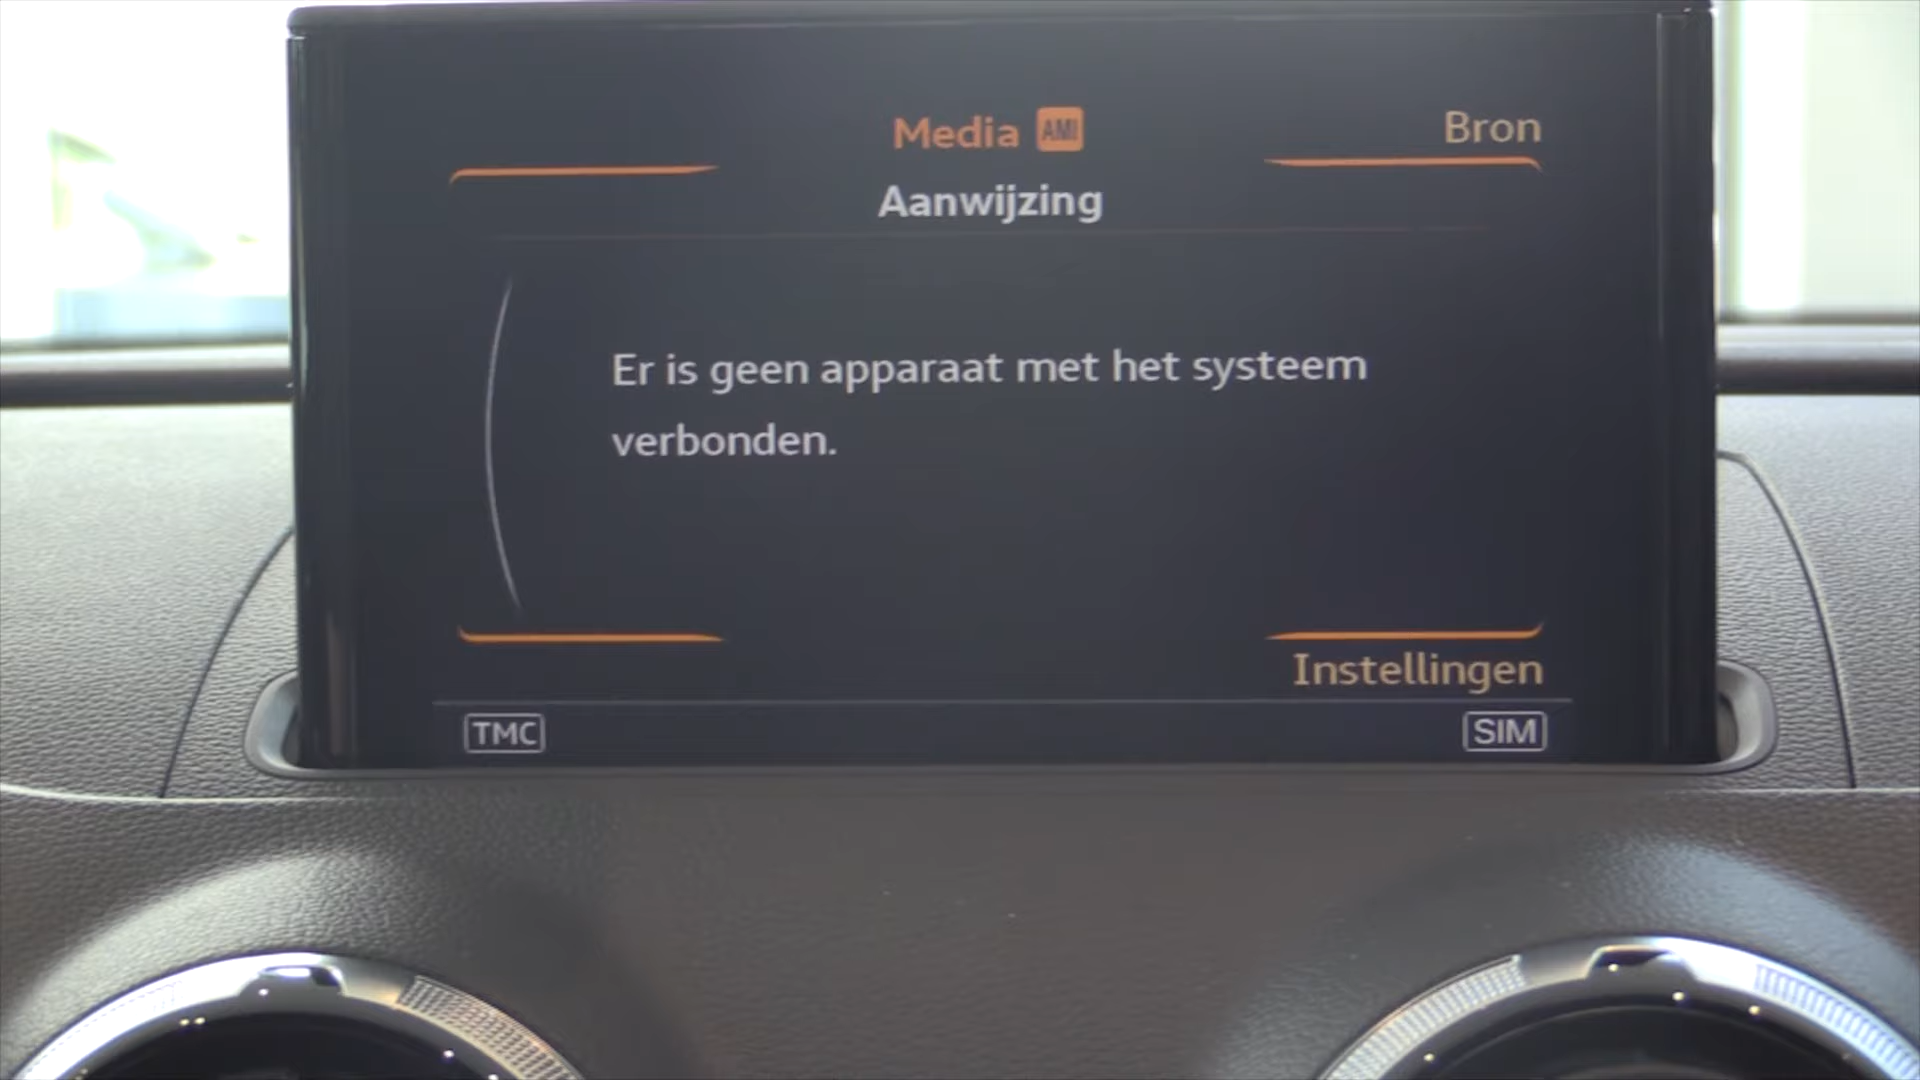 Media AMI
Bron
Aanwijzing
Er is geen apparaat met het systeem
verbonden.
Instellingen
TMC
SIM